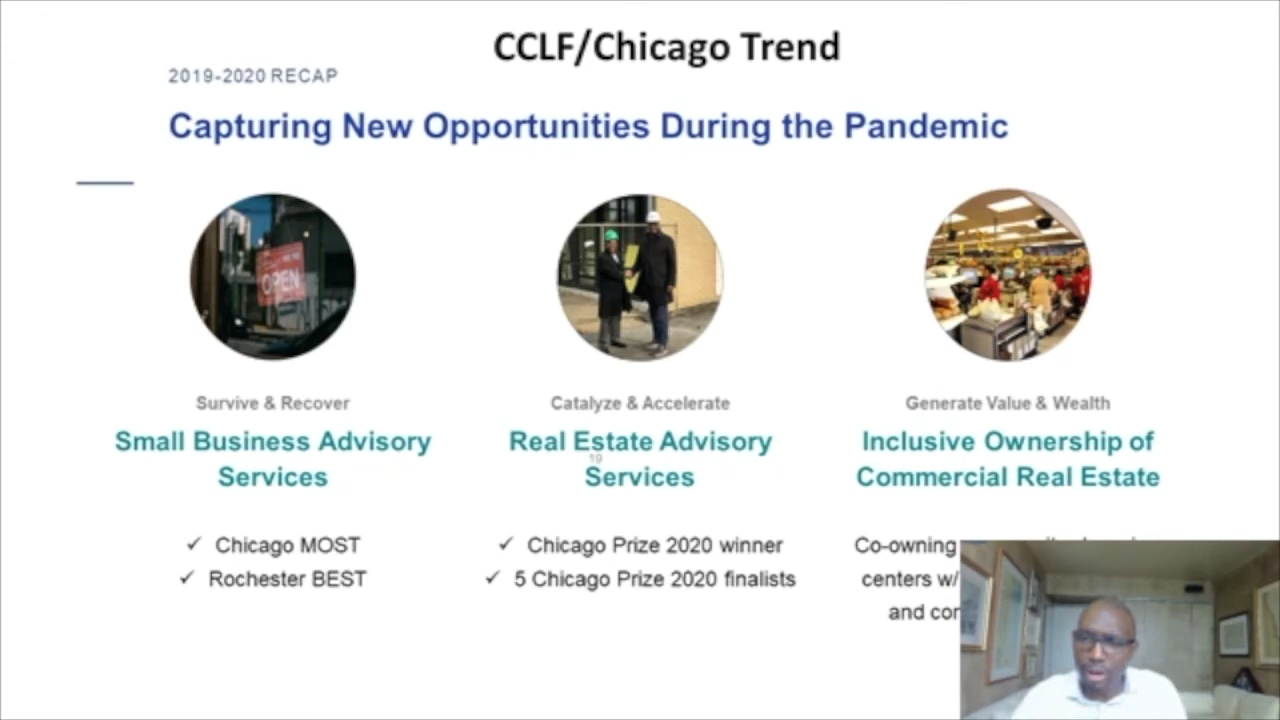 CCLF/Chicago Trend
2019-2020 RECAP
Capturing New Opportunities During the Pandemic
OPEN
Survive & Recover
Catalyze & Accelerate
Generate Value & Wealth
Small Business Advisory
Services
Real Estate Advisory
19
Services
Inclusive Ownership of
Commercial Real Estate
✓ Chicago MOST
✓ Rochester BEST
✓ Chicago Prize 2020 winner
✓ 5 Chicago Prize 2020 finalists
Co-owning
centers w/
and